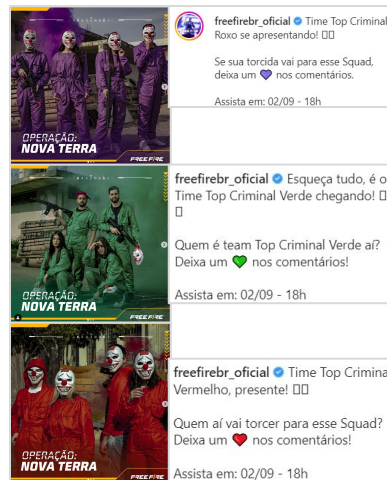 freefirebr_oficial Time Top Criminal
Roxo se apresentando!
Se sua torcida vai para esse Squad,
deixa um 💜 nos comentários.
Assista em: 02/09 - 18h
OPERAÇÃO:
NOVA TERRA
FREE FIRE
freefirebr_oficial Esqueça tudo, é o
Time Top Criminal Verde chegando!
Quem é team Top Criminal Verde aí?
Deixa um 💚 nos comentários!
Assista em: 02/09 - 18h
OPERAÇÃO:
NOVA TERRA
FREE FIRE
freefirebr_oficial Time Top Crimina
Vermelho, presente!
Quem aí vai torcer para esse Squad?
Deixa um ❤️ nos comentários!
Assista em: 02/09 - 18h
OPERAÇÃO:
NOVA TERRA
FREE FIRE